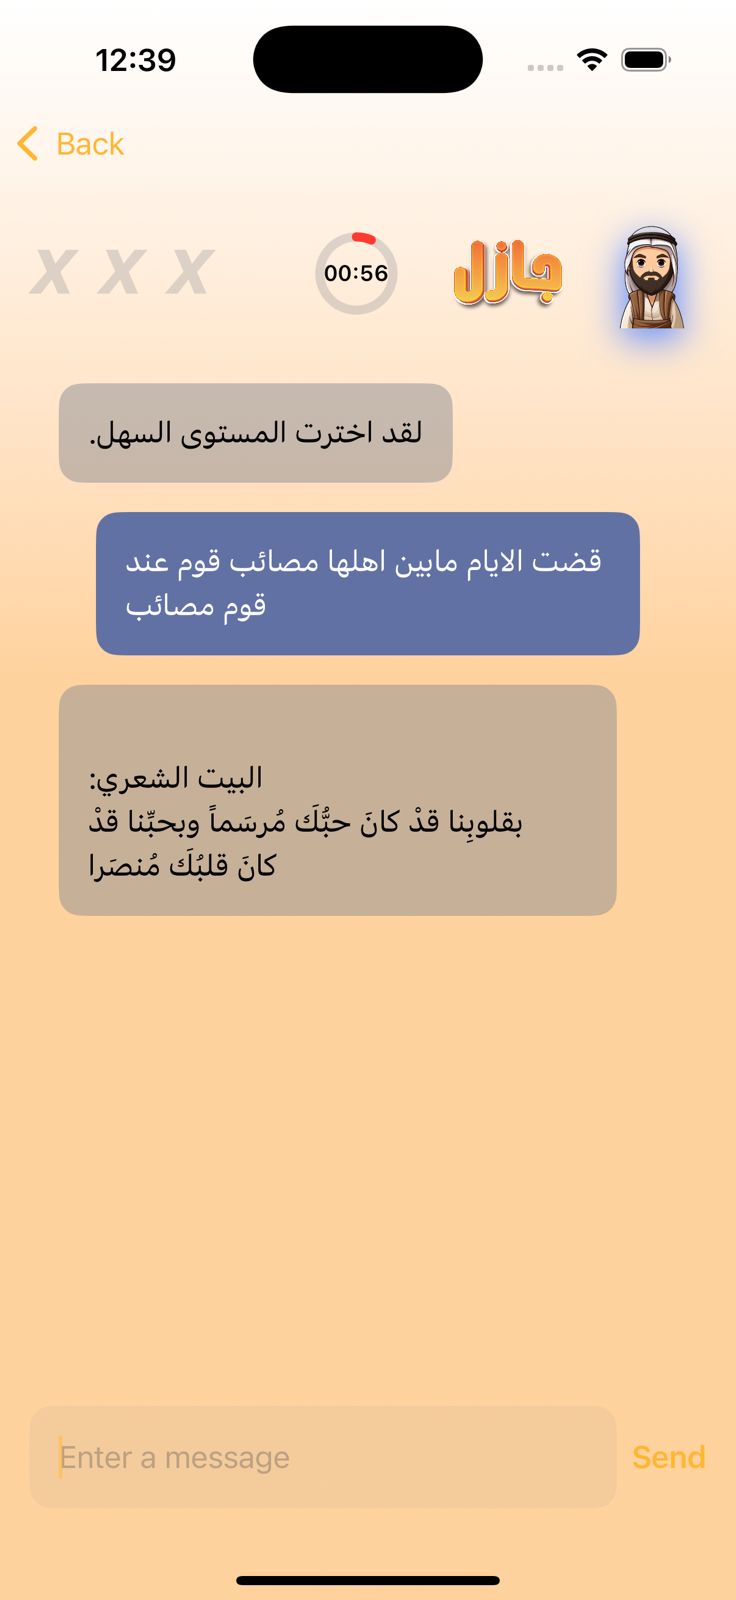 12:39
Back
X X X
00:56
جازل
لقد اخترت المستوى السهل.
قضت الايام مابين اهلها مصائب قوم عند
قوم مصائب
البيت الشعري:
بقلوبِنا قدْ كانَ حبُّكَ مُرسَماً وبحبِّنا قدْ
كانَ قلبُكَ مُنصَرا
Enter a message
Send